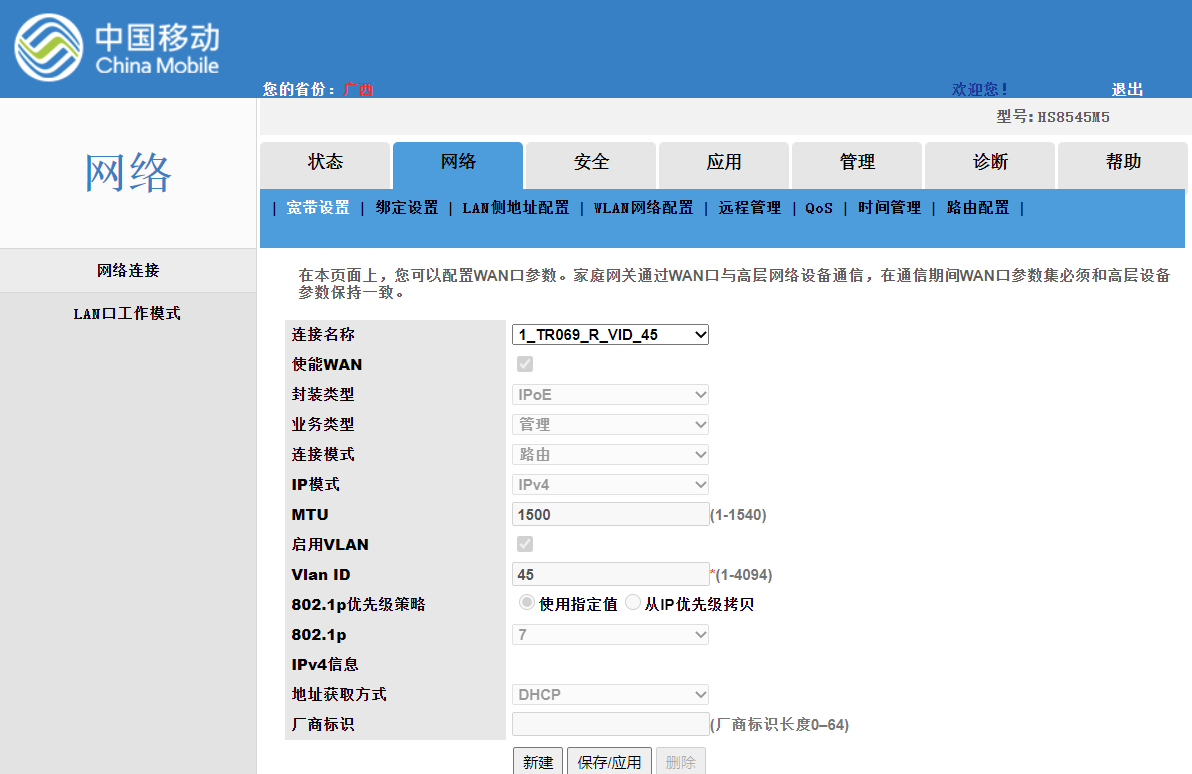 中国移动
China Mobile
您的省份：广西 欢迎您！ 退出
型号:HS8545M5
网络
状态 网络 安全 应用 管理 诊断 帮助
| 宽带设置 | 绑定设置 | LAN侧地址配置 | WLAN网络配置 | 远程管理 | QoS | 时间管理 | 路由配置 |
网络连接
LAN口工作模式
在本页面上，您可以配置WAN口参数。家庭网关通过WAN口与高层网络设备通信，在通信期间WAN口参数集必须和高层设备
参数保持一致。
连接名称 1_TR069_R_VID_45
使能WAN
封装类型 IPoE
业务类型 管理
连接模式 路由
IP模式 IPv4
MTU 1500 (1-1540)
启用VLAN
Vlan ID 45 *(1-4094)
802.1p优先级策略 使用指定值 从IP优先级拷贝
802.1p 7
IPv4信息
地址获取方式 DHCP
厂商标识 (厂商标识长度0–64)
新建 保存/应用 删除